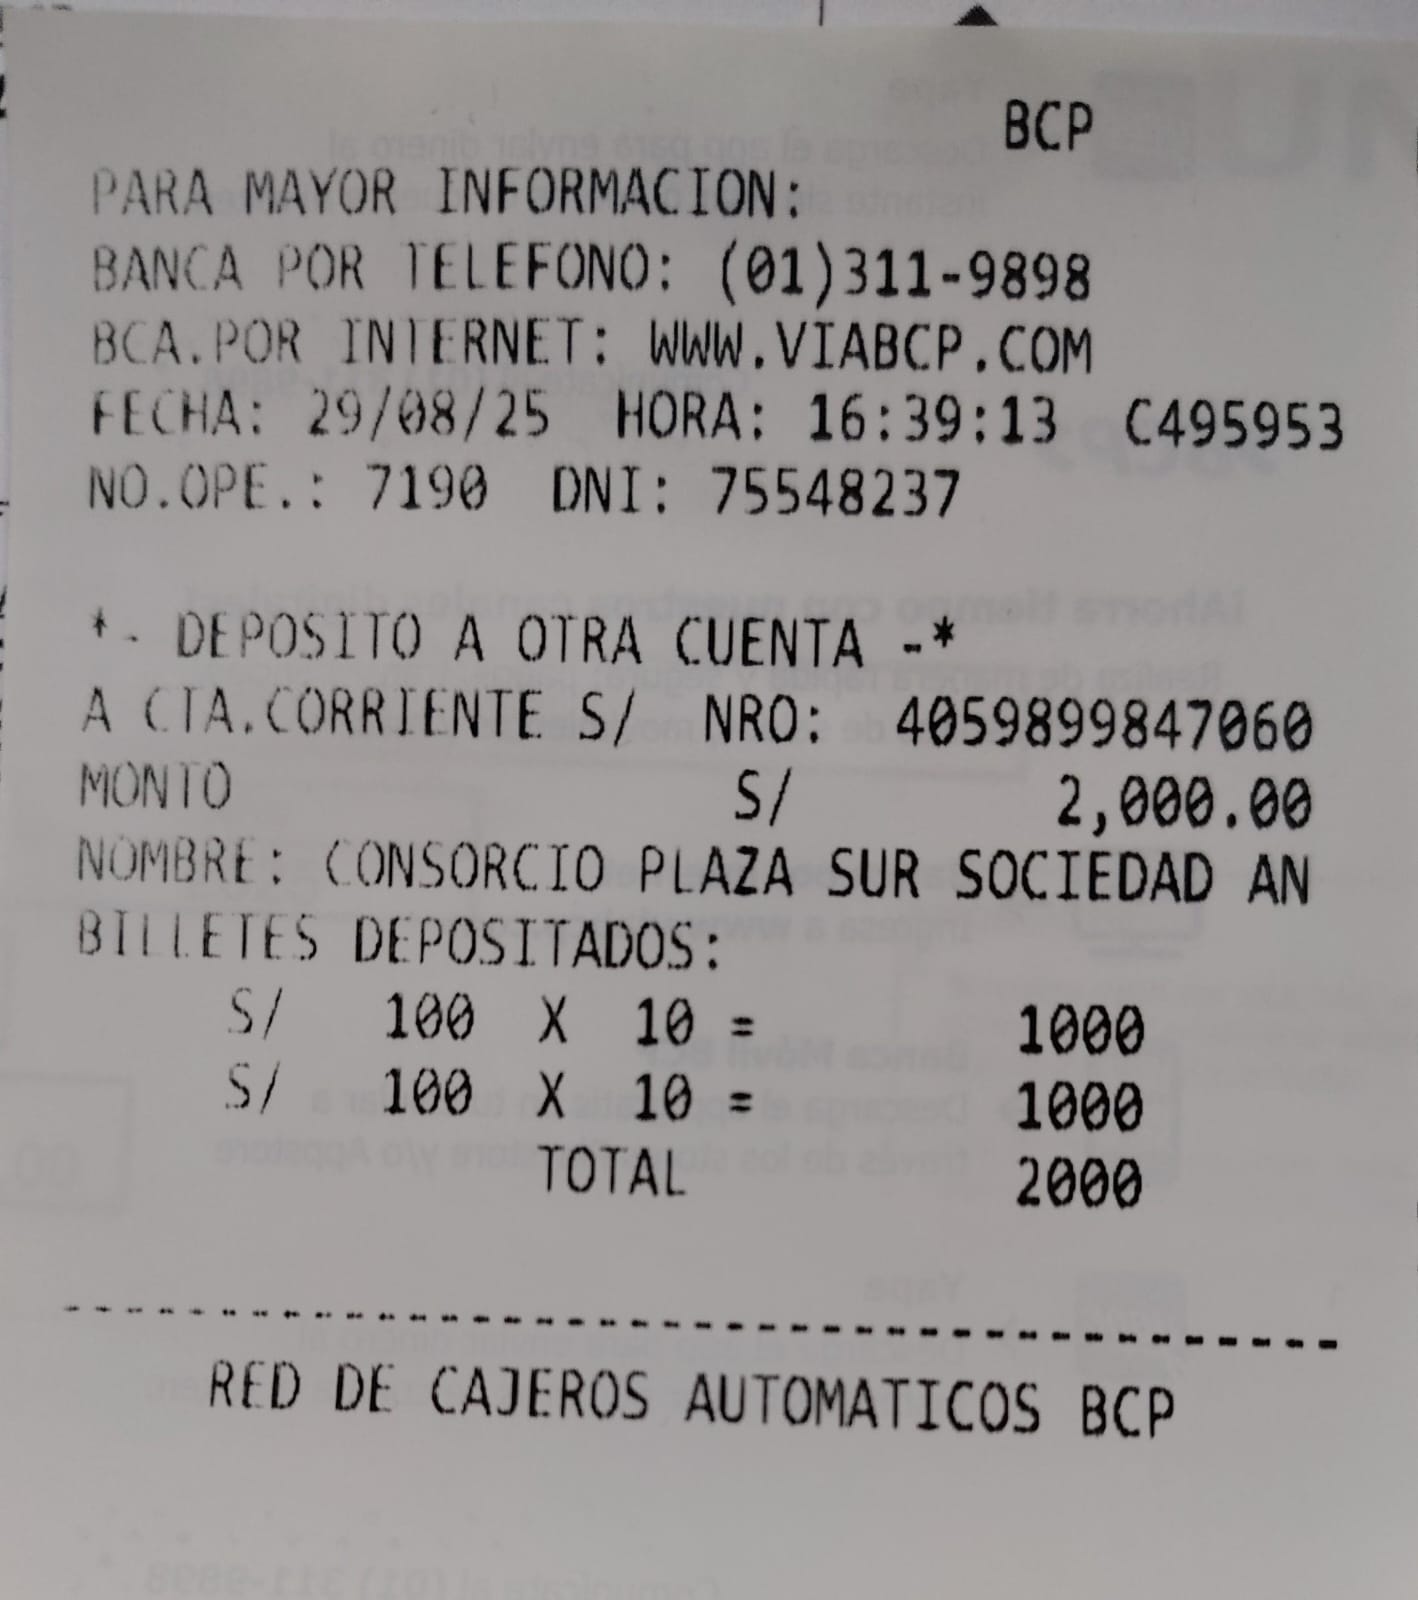 BCP
PARA MAYOR INFORMACION:
BANCA POR TELEFONO: (01)311-9898
BCA.POR INTERNET: WWW.VIABCP.COM
FECHA: 29/08/25 HORA: 16:39:13 C495953
NO.OPE.: 7190 DNI: 75548237
*- DEPOSITO A OTRA CUENTA -*
A CTA.CORRIENTE S/ NRO: 4059899847060
MONTO S/ 2,000.00
NOMBRE: CONSORCIO PLAZA SUR SOCIEDAD AN
BILLETES DEPOSITADOS:
S/ 100 X 10 = 1000
S/ 100 X 10 = 1000
TOTAL 2000
----------------------------------------
RED DE CAJEROS AUTOMATICOS BCP